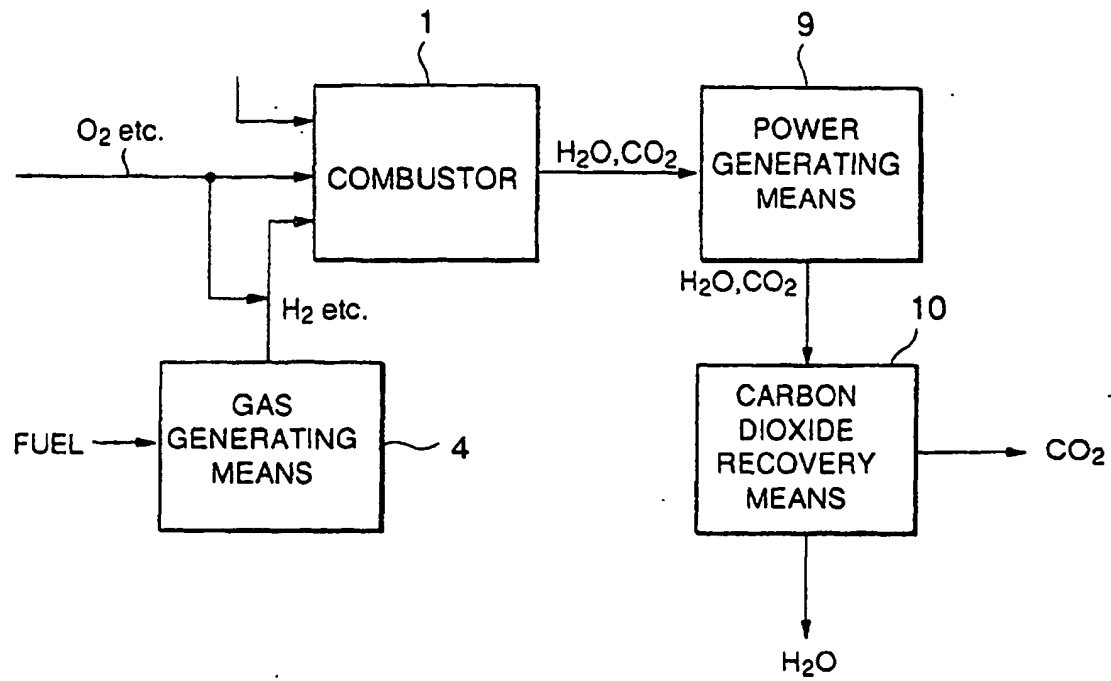 1
9
O₂ etc.
COMBUSTOR
H₂O,CO₂
POWER
GENERATING
MEANS
H₂O,CO₂
H₂ etc.
10
GAS
GENERATING
MEANS
FUEL
4
CARBON
DIOXIDE
RECOVERY
MEANS
CO₂
H₂O